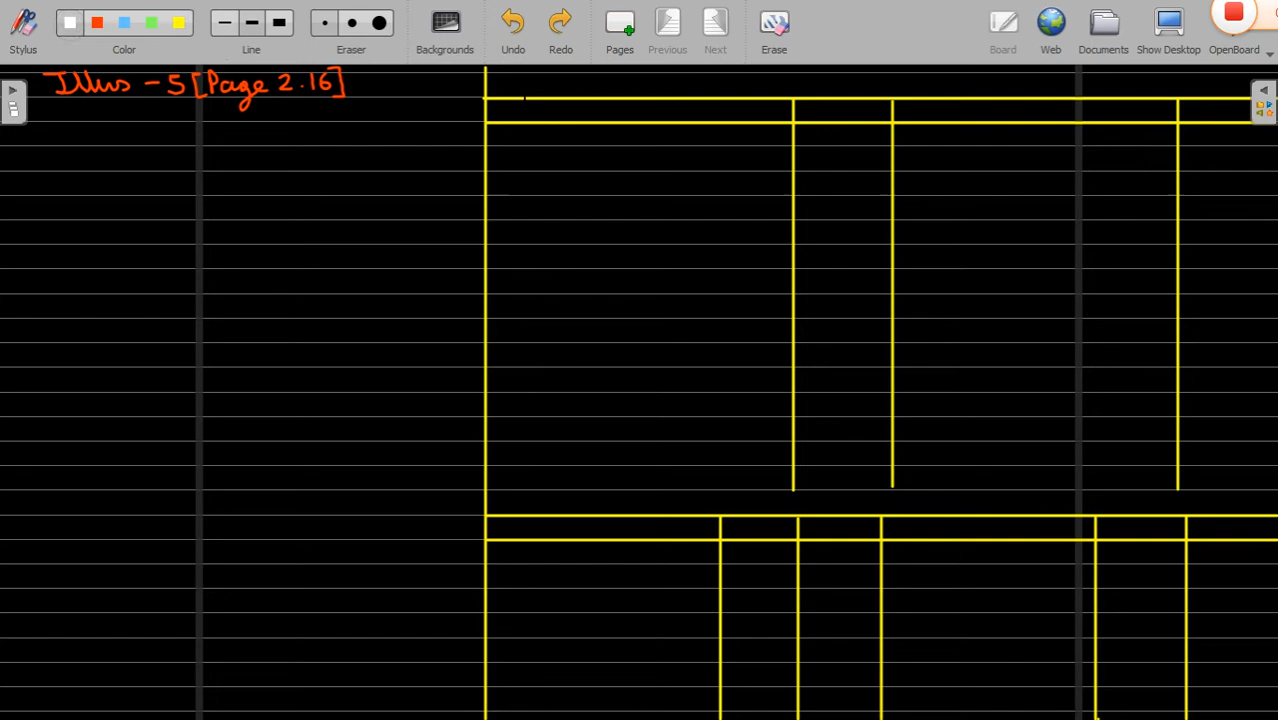 Stylus
Color
Line
Eraser
Backgrounds
Undo
Redo
Pages
Previous
Next
Erase
Board
Web
Documents
Show Desktop
OpenBoard
Illus - 5 [Page 2.16]